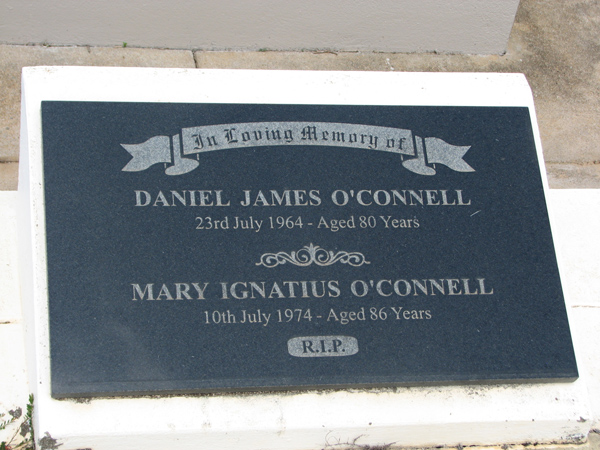 In Loving Memory of
DANIEL JAMES O'CONNELL
23rd July 1964 - Aged 80 Years
MARY IGNATIUS O'CONNELL
10th July 1974 - Aged 86 Years
R.I.P.